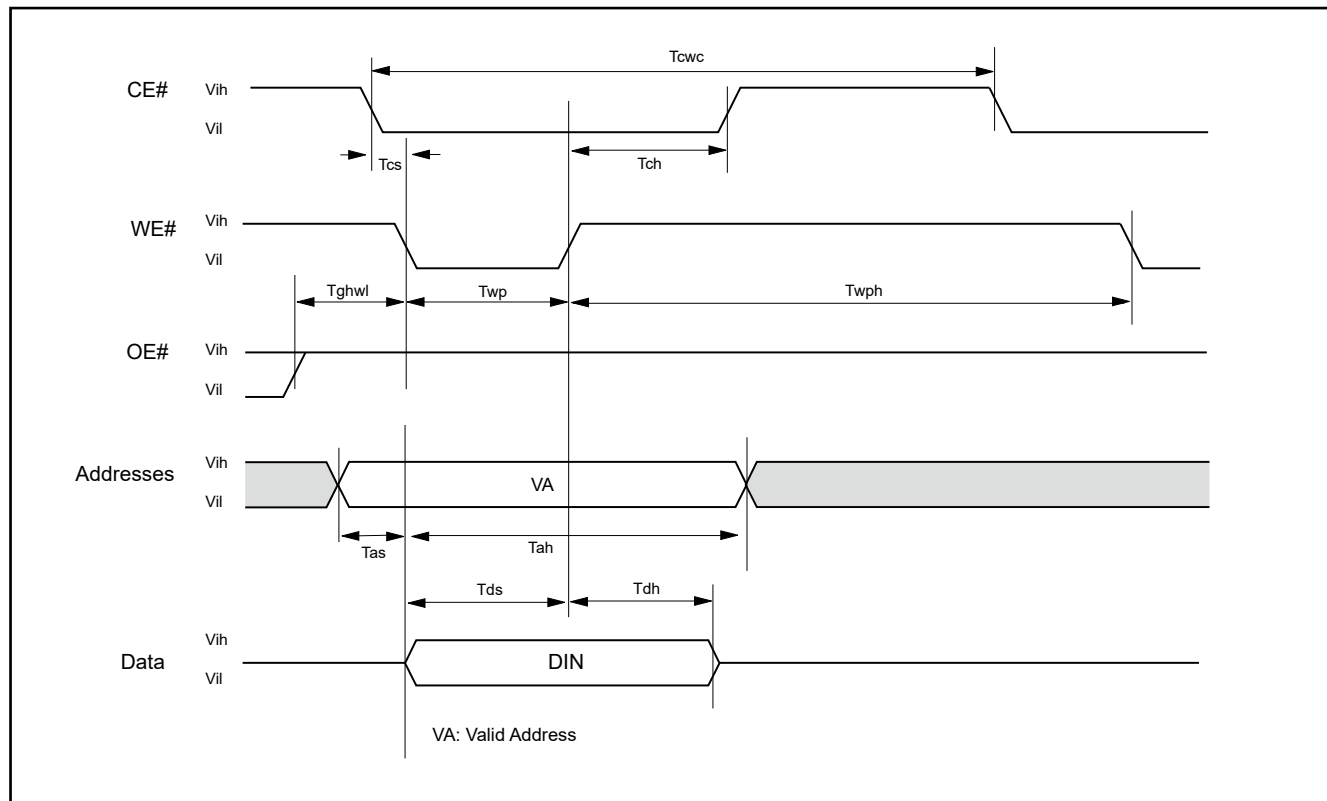 Tcwc
CE#
Vih
Vil
Tcs
Tch
WE#
Vih
Vil
Tghwl
Twp
Twph
OE#
Vih
Vil
Addresses
Vih
Vil
VA
Tas
Tah
Tds
Tdh
Data
Vih
Vil
DIN
VA: Valid Address